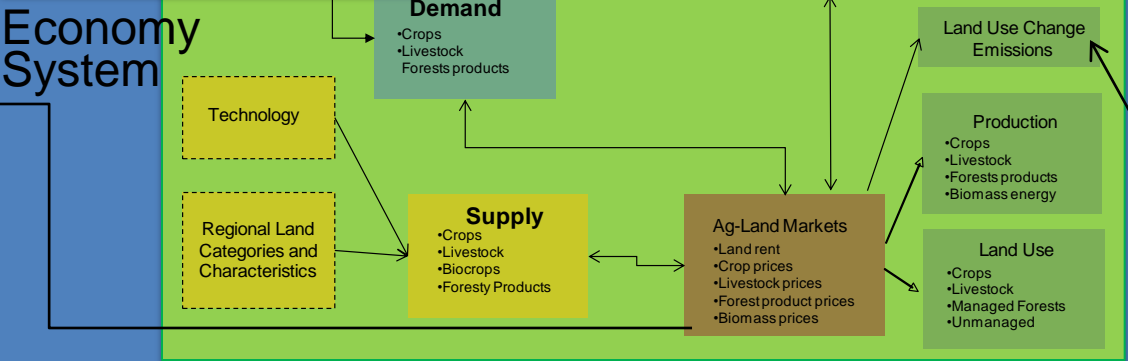 Economy
System
Demand
•Crops
•Livestock
Forests products
Technology
Regional Land
Categories and
Characteristics
Supply
•Crops
•Livestock
•Biocrops
•Foresty Products
Ag-Land Markets
•Land rent
•Crop prices
•Livestock prices
•Forest product prices
•Biomass prices
Land Use Change
Emissions
Production
•Crops
•Livestock
•Forests products
•Biomass energy
Land Use
•Crops
•Livestock
•Managed Forests
•Unmanaged